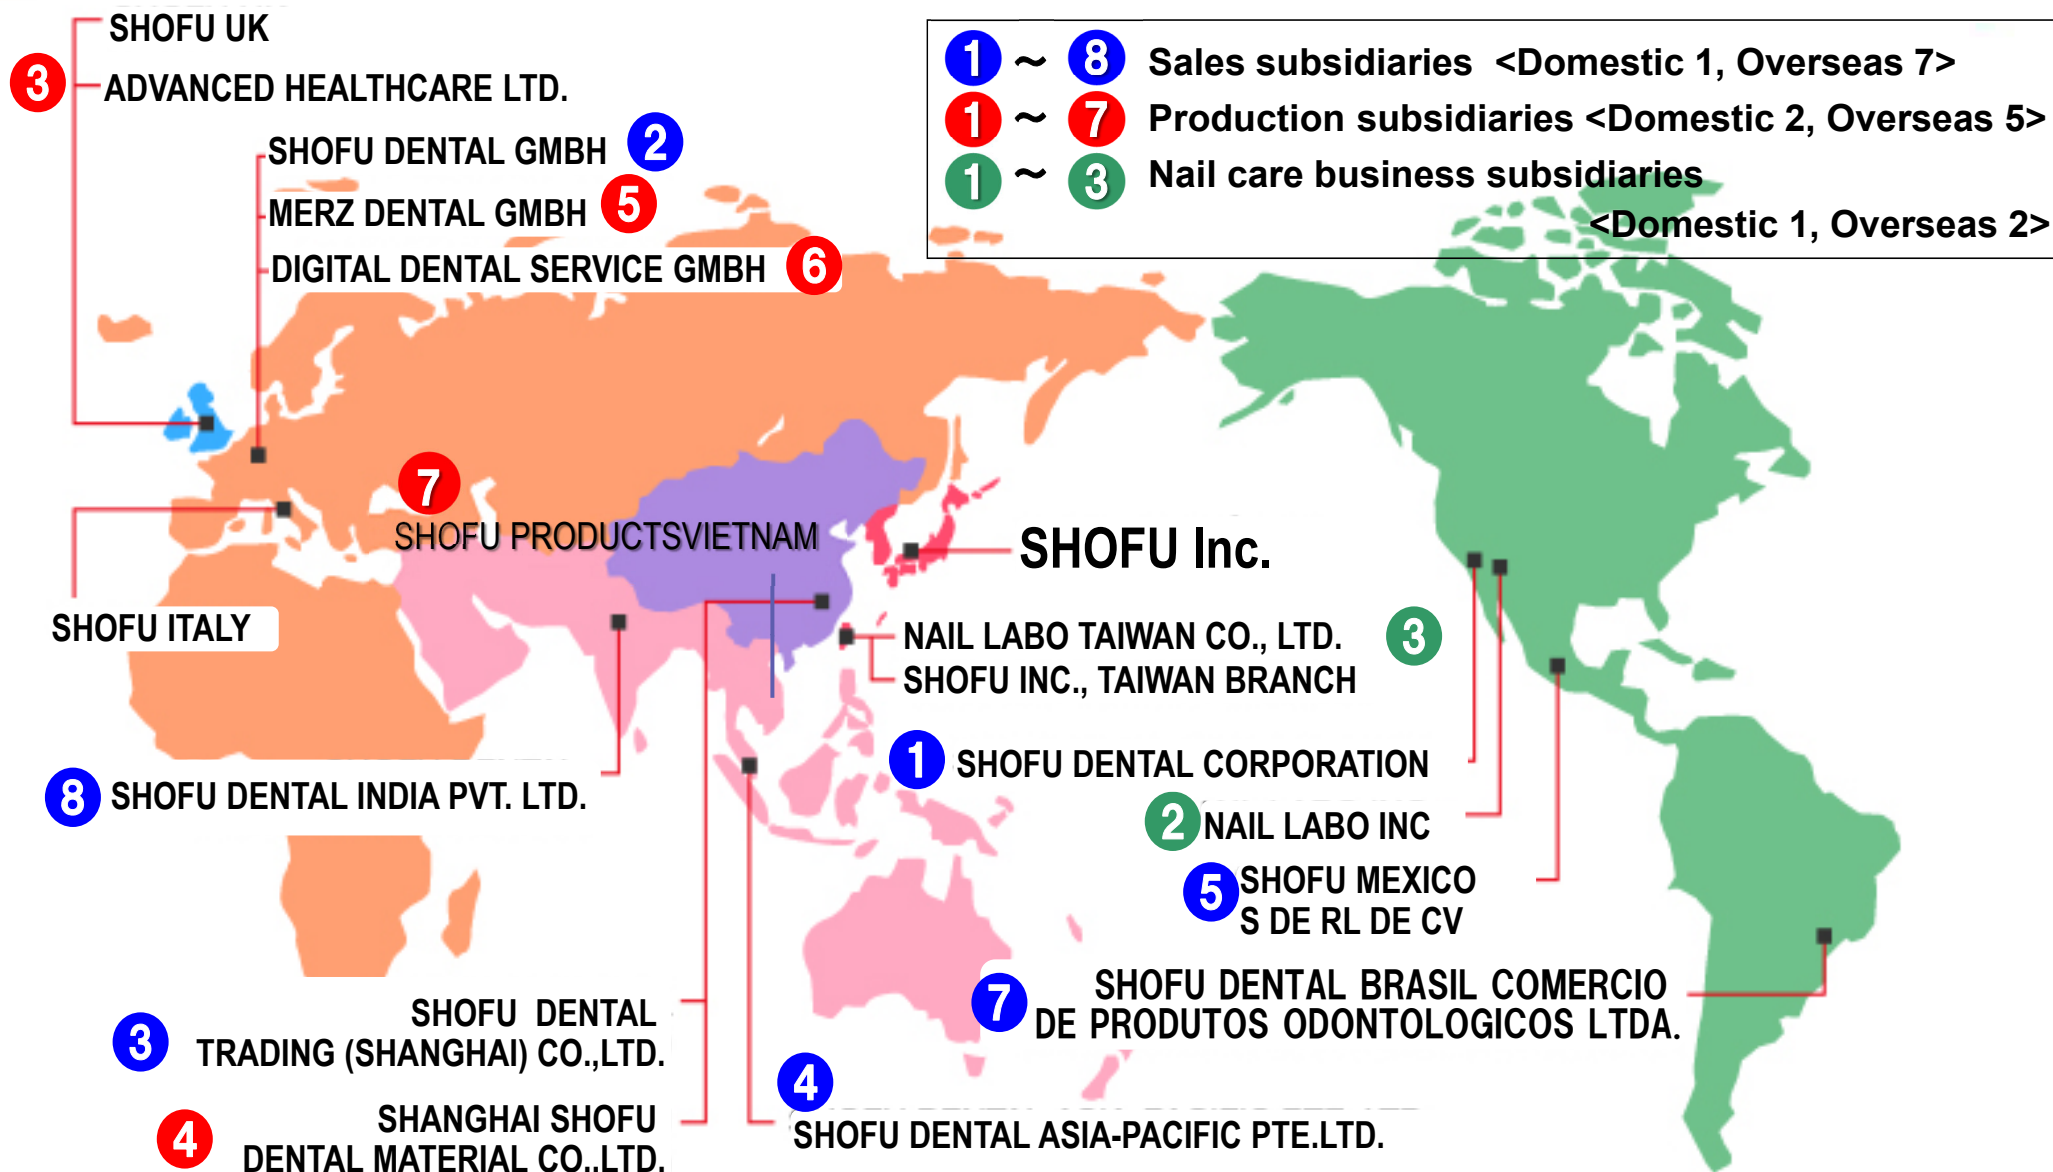 SHOFU UK
3 ADVANCED HEALTHCARE LTD.
SHOFU DENTAL GMBH 2
MERZ DENTAL GMBH 5
DIGITAL DENTAL SERVICE GMBH 6
1 ~ 8 Sales subsidiaries <Domestic 1, Overseas 7>
1 ~ 7 Production subsidiaries <Domestic 2, Overseas 5>
1 ~ 3 Nail care business subsidiaries
<Domestic 1, Overseas 2>
7
SHOFU PRODUCTSVIETNAM
SHOFU Inc.
SHOFU ITALY
NAIL LABO TAIWAN CO., LTD. 3
SHOFU INC., TAIWAN BRANCH
1 SHOFU DENTAL CORPORATION
8 SHOFU DENTAL INDIA PVT. LTD.
2 NAIL LABO INC
5 SHOFU MEXICO
S DE RL DE CV
7 SHOFU DENTAL BRASIL COMERCIO
DE PRODUTOS ODONTOLOGICOS LTDA.
3 SHOFU DENTAL
TRADING (SHANGHAI) CO.,LTD.
4 SHANGHAI SHOFU
DENTAL MATERIAL CO.,LTD.
4
SHOFU DENTAL ASIA-PACIFIC PTE.LTD.